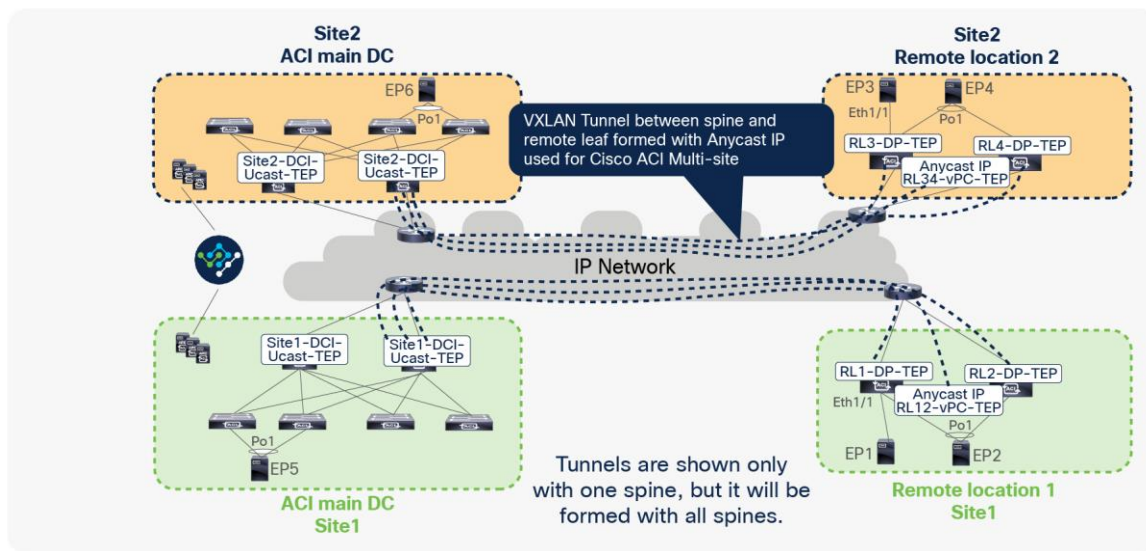 Site2
ACI main DC
Site2
Remote location 2
EP6
Po1
Site2-DCI-
Ucast-TEP
Site2-DCI-
Ucast-TEP
VXLAN Tunnel between spine and
remote leaf formed with Anycast IP
used for Cisco ACI Multi-site
EP3
EP4
Eth1/1
Po1
RL3-DP-TEP
RL4-DP-TEP
Anycast IP
RL34-vPC-TEP
IP Network
Site1-DCI-
Ucast-TEP
Site1-DCI-
Ucast-TEP
Po1
EP5
ACI main DC
Site1
RL1-DP-TEP
RL2-DP-TEP
Eth1/1
Anycast IP
RL12-vPC-TEP
Po1
EP1
EP2
Remote location 1
Site1
Tunnels are shown only
with one spine, but it will be
formed with all spines.